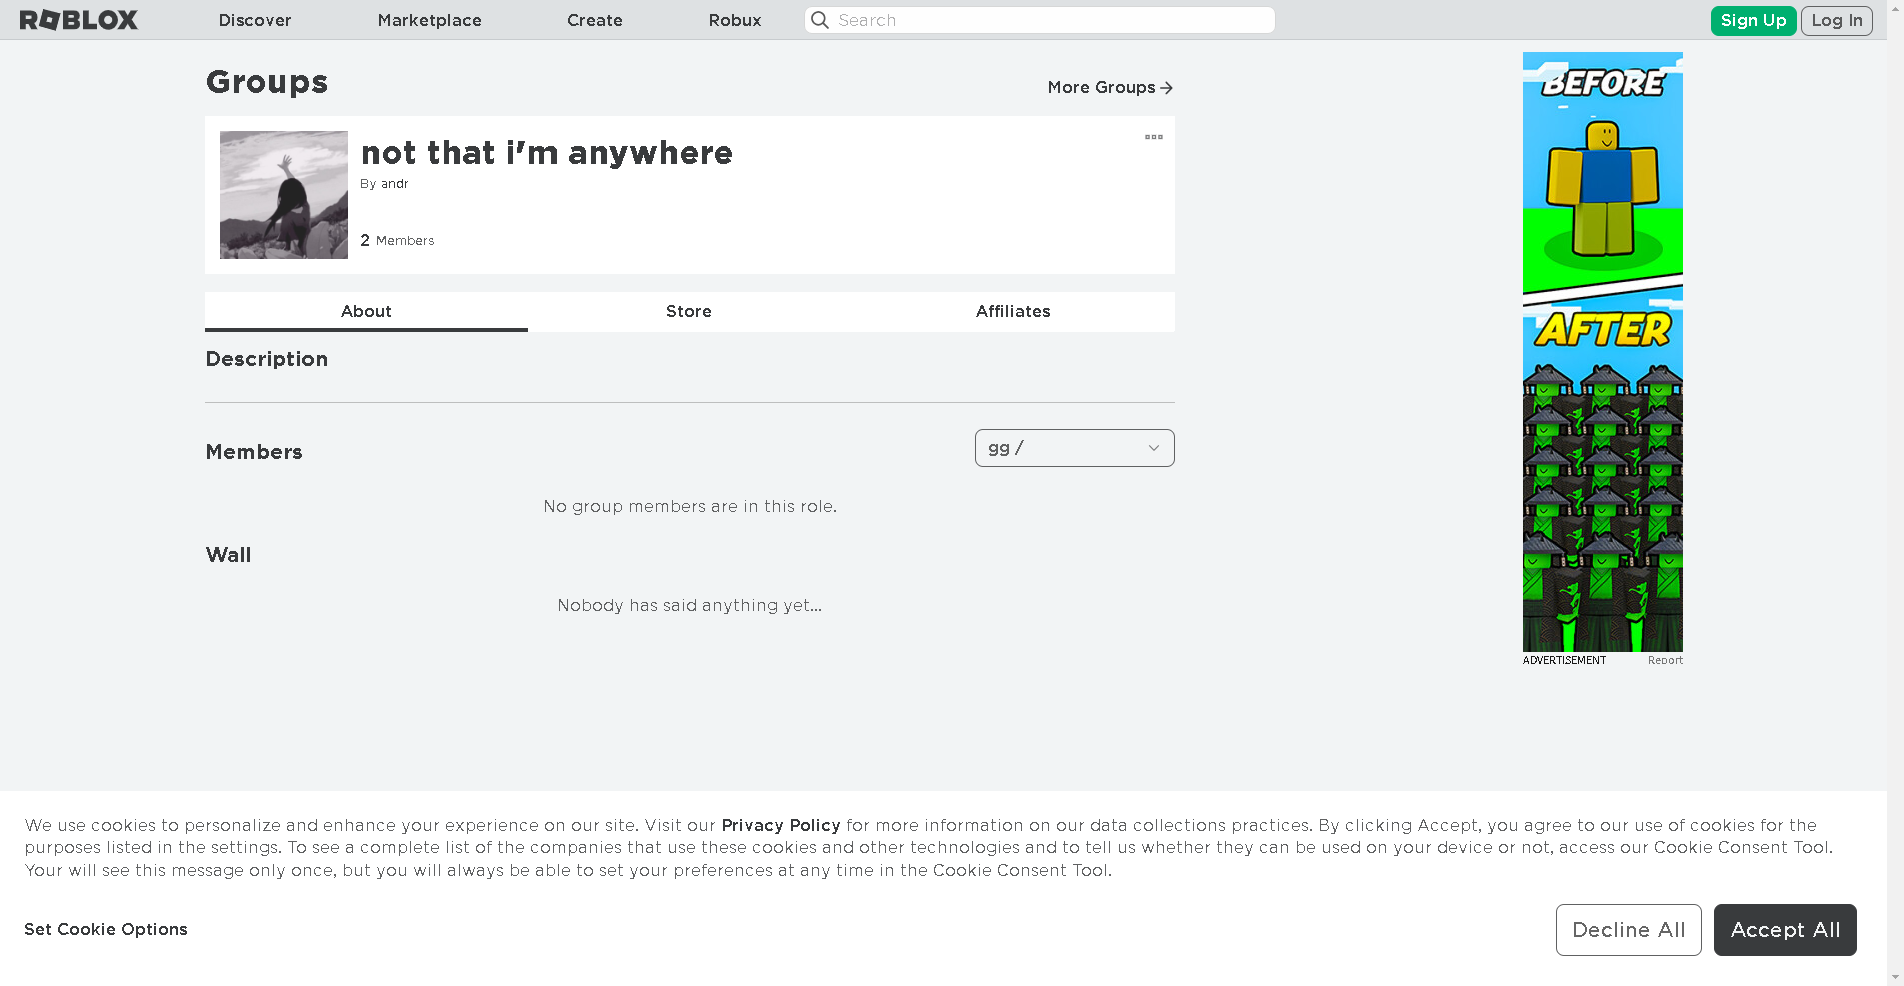 ROBLOX
Discover
Marketplace
Create
Robux
Search
Sign Up
Log In
Groups
More Groups
not that i'm anywhere
By andr
2 Members
About
Store
Affiliates
Description
Members
gg /
No group members are in this role.
Wall
Nobody has said anything yet...
BEFORE
AFTER
ADVERTISEMENT
Report
We use cookies to personalize and enhance your experience on our site. Visit our Privacy Policy for more information on our data collections practices. By clicking Accept, you agree to our use of cookies for the
purposes listed in the settings. To see a complete list of the companies that use these cookies and other technologies and to tell us whether they can be used on your device or not, access our Cookie Consent Tool.
Your will see this message only once, but you will always be able to set your preferences at any time in the Cookie Consent Tool.
Set Cookie Options
Decline All
Accept All